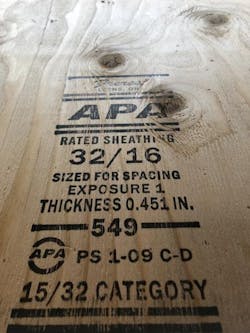 APA
RATED SHEATHING
32/16
SIZED FOR SPACING
EXPOSURE 1
THICKNESS 0.451 IN.
549
APA PS 1-09 C-D
15/32 CATEGORY